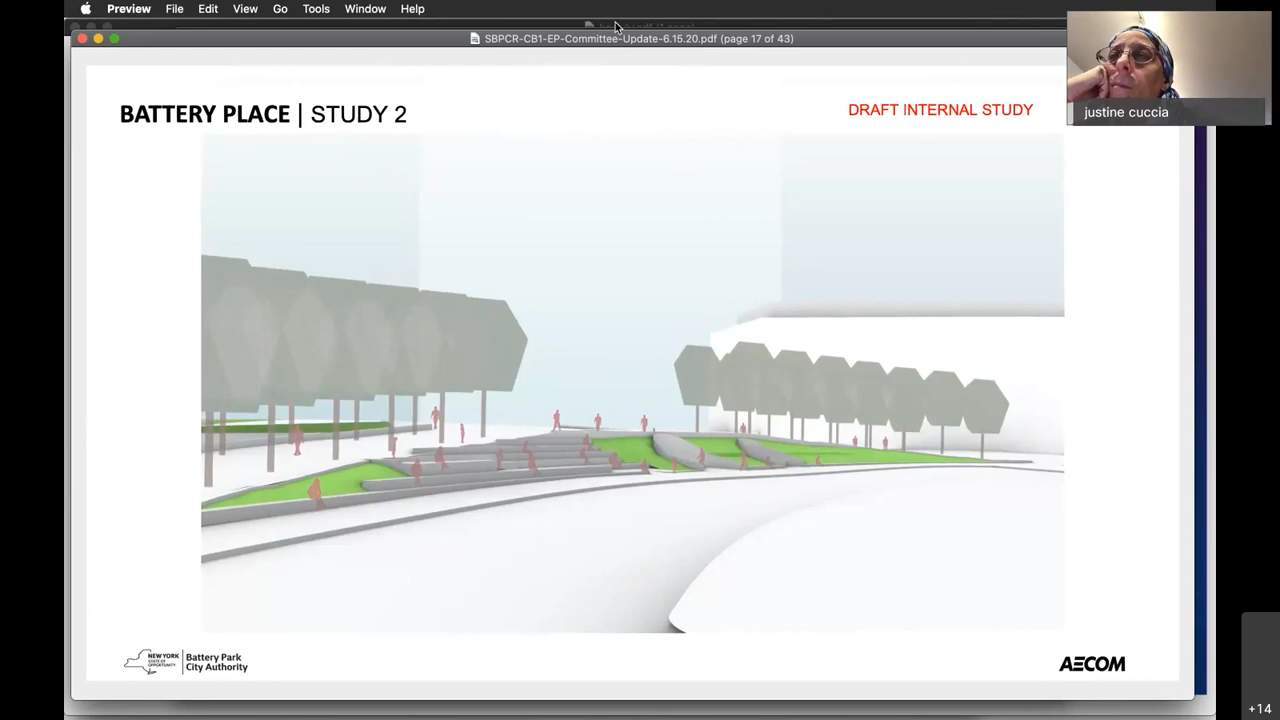 Preview File Edit View Go Tools Window Help
SBPCR-CB1-EP-Committee-Update-6.15.20.pdf (page 17 of 43)
justine cuccia
BATTERY PLACE | STUDY 2
DRAFT INTERNAL STUDY
NEW YORK
STATE OF
OPPORTUNITY.
Battery Park
City Authority
AECOM
+14